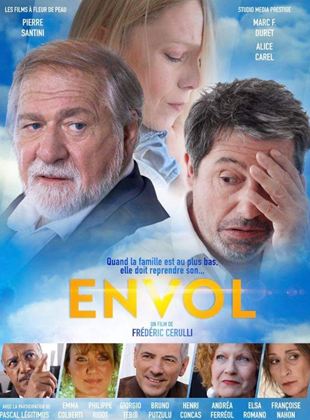 LES FILMS À FLEUR DE PEAU
STUDIO MEDIA PRESTIGE
PIERRE
SANTINI
MARC F.
DURET
ALICE
CAREL
Quand la famille est au plus bas,
elle doit reprendre son...
ENVOL
UN FILM DE
FRÉDÉRIC CERULLI
AVEC LA PARTICIPATION DE
PASCAL LÉGITIMUS
EMMA
COLBERTI
PHILIPPE
RIGOT
GIORGIO
TEBIB
BRUNO
PUTZULU
HENRI
CONCAS
ANDRÉA
FERRÉOL
ELSA
ROMANO
FRANÇOISE
NAHON